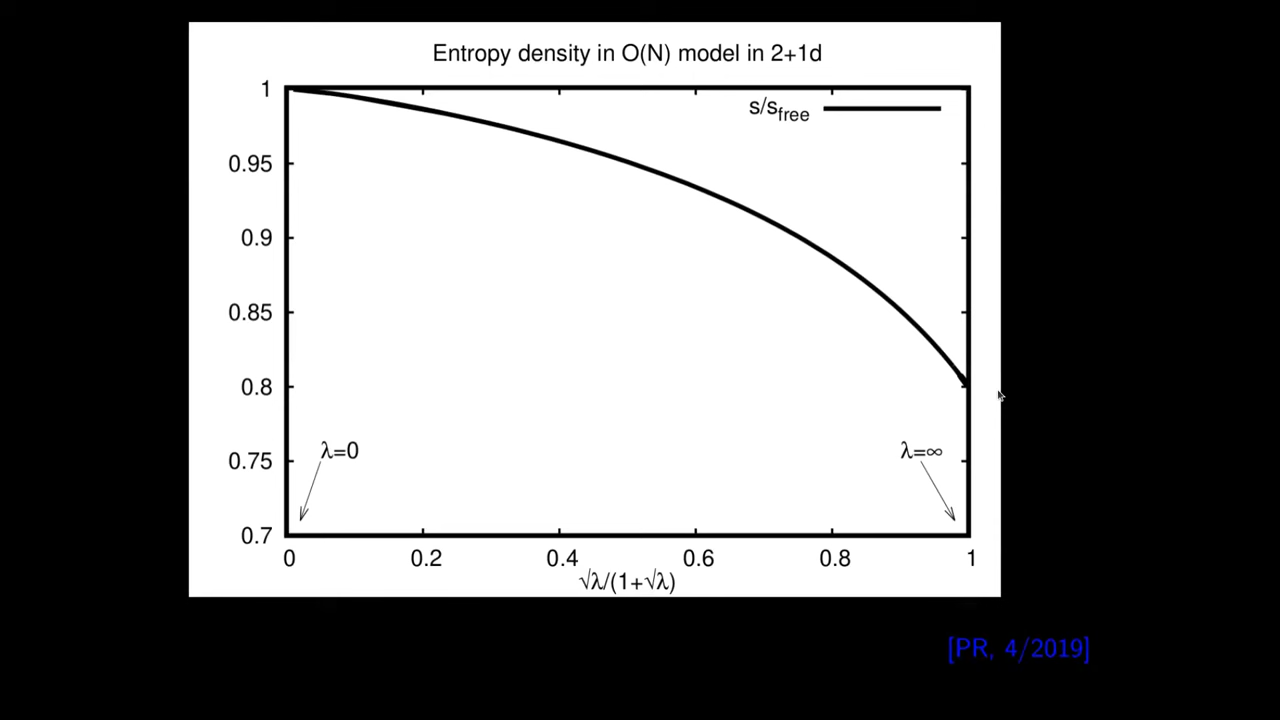 Entropy density in O(N) model in 2+1d
s/s_free
1
0.95
0.9
0.85
0.8
0.75
0.7
λ=0
λ=∞
0 0.2 0.4 0.6 0.8 1
√λ/(1+√λ)
[PR, 4/2019]